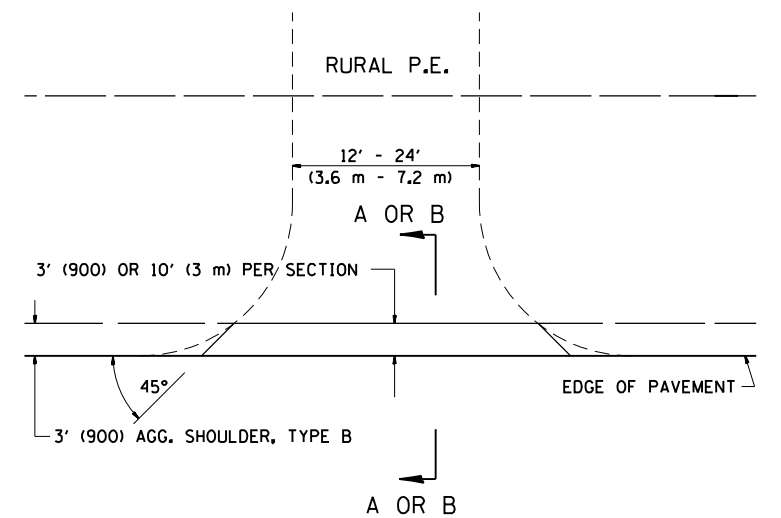 RURAL P.E.
12' - 24'
(3.6 m - 7.2 m)
A OR B
3' (900) OR 10' (3 m) PER SECTION
45°
EDGE OF PAVEMENT
3' (900) AGG. SHOULDER, TYPE B
A OR B